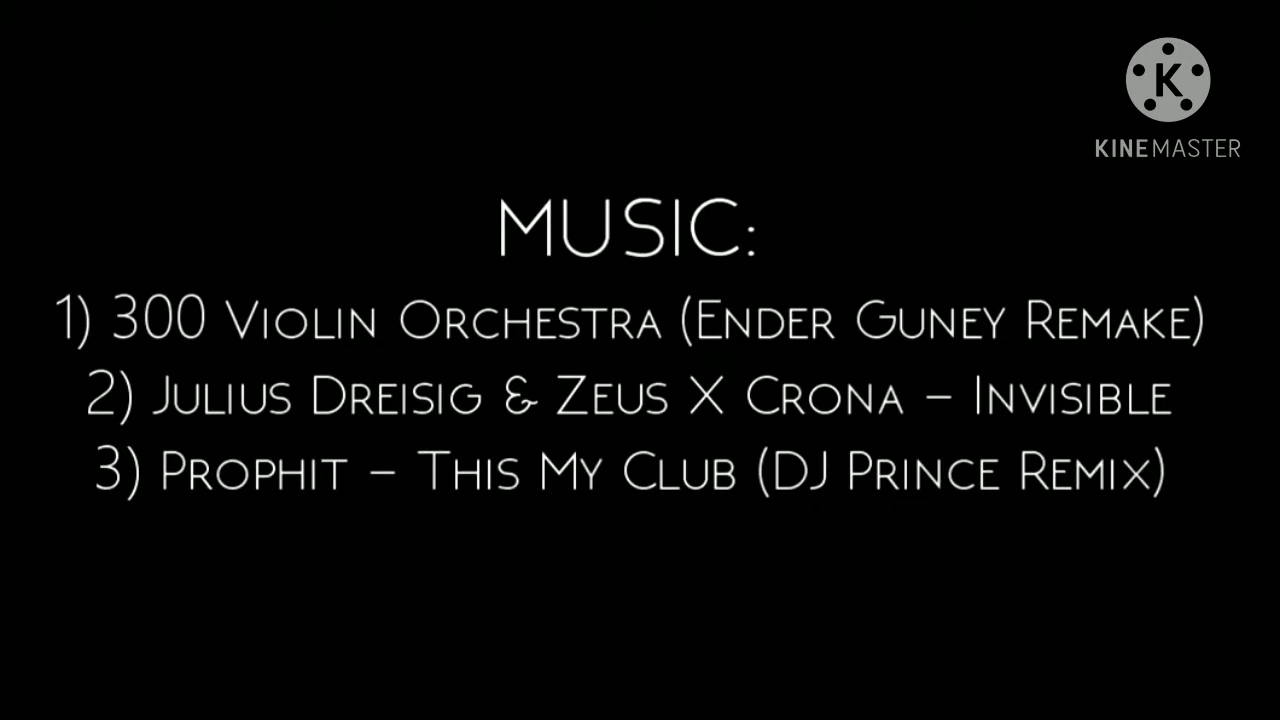 K
KINEMASTER
MUSIC:
1) 300 Violin Orchestra (Ender Guney Remake)
2) Julius Dreisig & Zeus X Crona – Invisible
3) Prophit – This My Club (DJ Prince Remix)